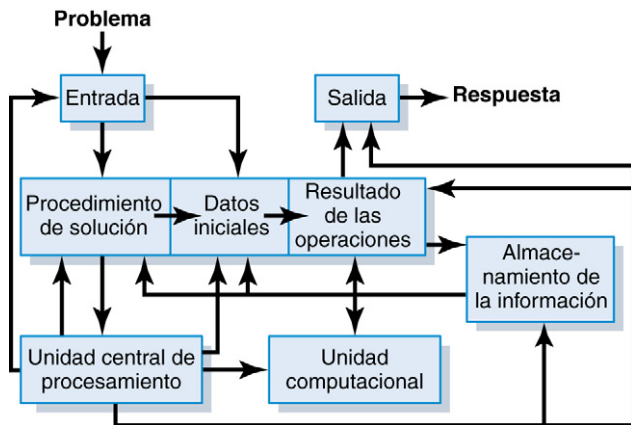 Problema
Entrada
Salida
Respuesta
Procedimiento
de solución
Datos
iniciales
Resultado
de las
operaciones
Almace-
namiento de
la información
Unidad central de
procesamiento
Unidad
computacional